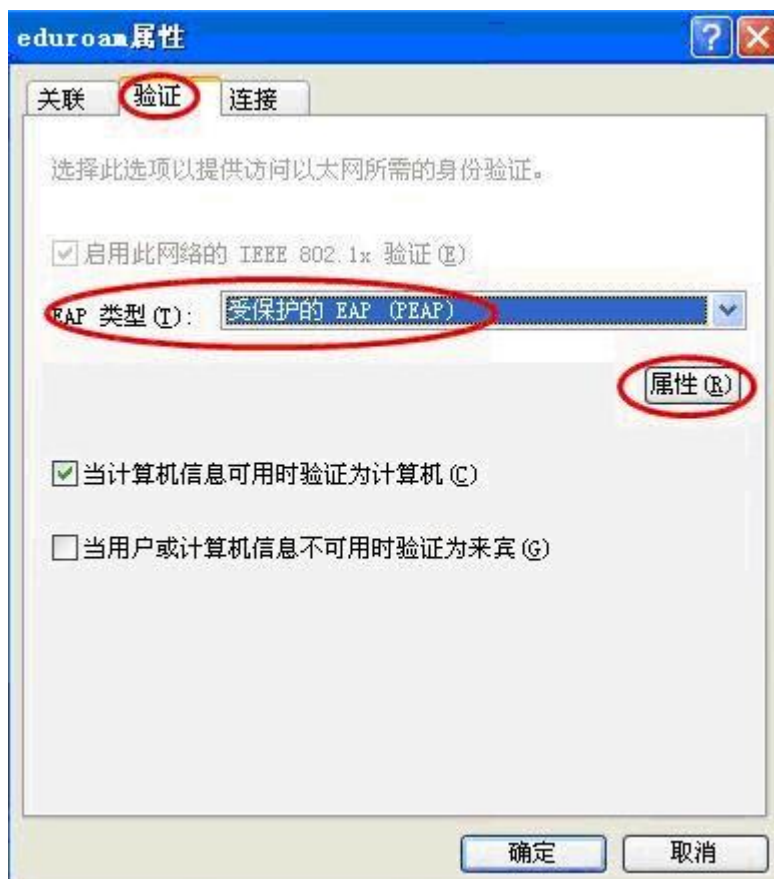 eduroam属性
关联 验证 连接
选择此选项以提供访问以太网所需的身份验证。
启用此网络的 IEEE 802.1x 验证(E)
EAP 类型(T): 受保护的 EAP (PEAP)
属性(R)
当计算机信息可用时验证为计算机(C)
当用户或计算机信息不可用时验证为来宾(G)
确定 取消